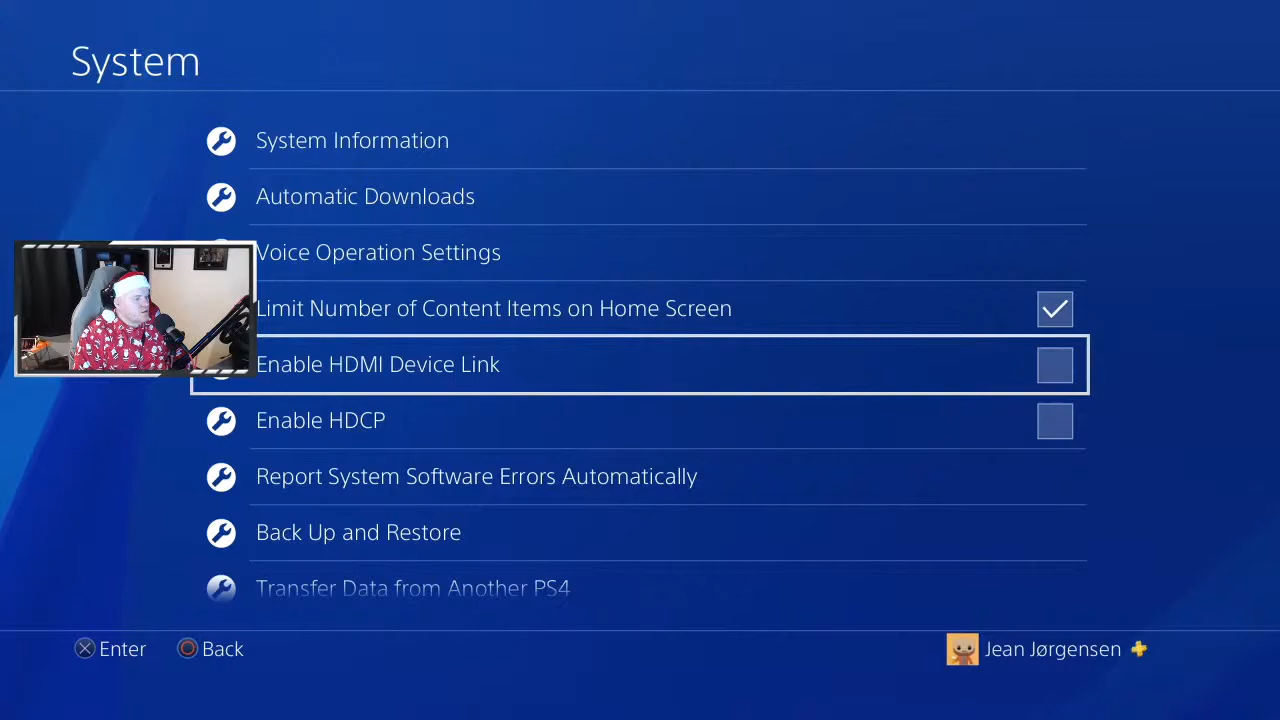 System
System Information
Automatic Downloads
Voice Operation Settings
Limit Number of Content Items on Home Screen
Enable HDMI Device Link
Enable HDCP
Report System Software Errors Automatically
Back Up and Restore
Transfer Data from Another PS4
Enter Back Jean Jørgensen